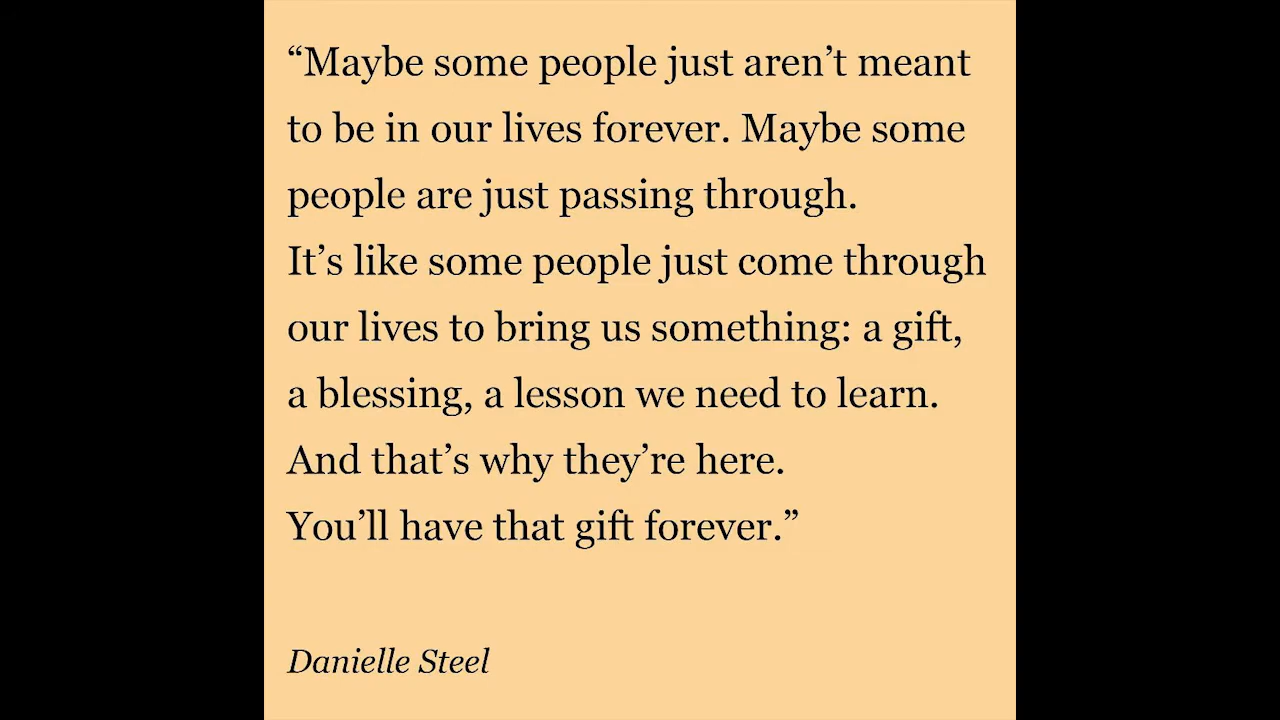 “Maybe some people just aren’t meant
to be in our lives forever. Maybe some
people are just passing through.
It’s like some people just come through
our lives to bring us something: a gift,
a blessing, a lesson we need to learn.
And that’s why they’re here.
You’ll have that gift forever.”
Danielle Steel